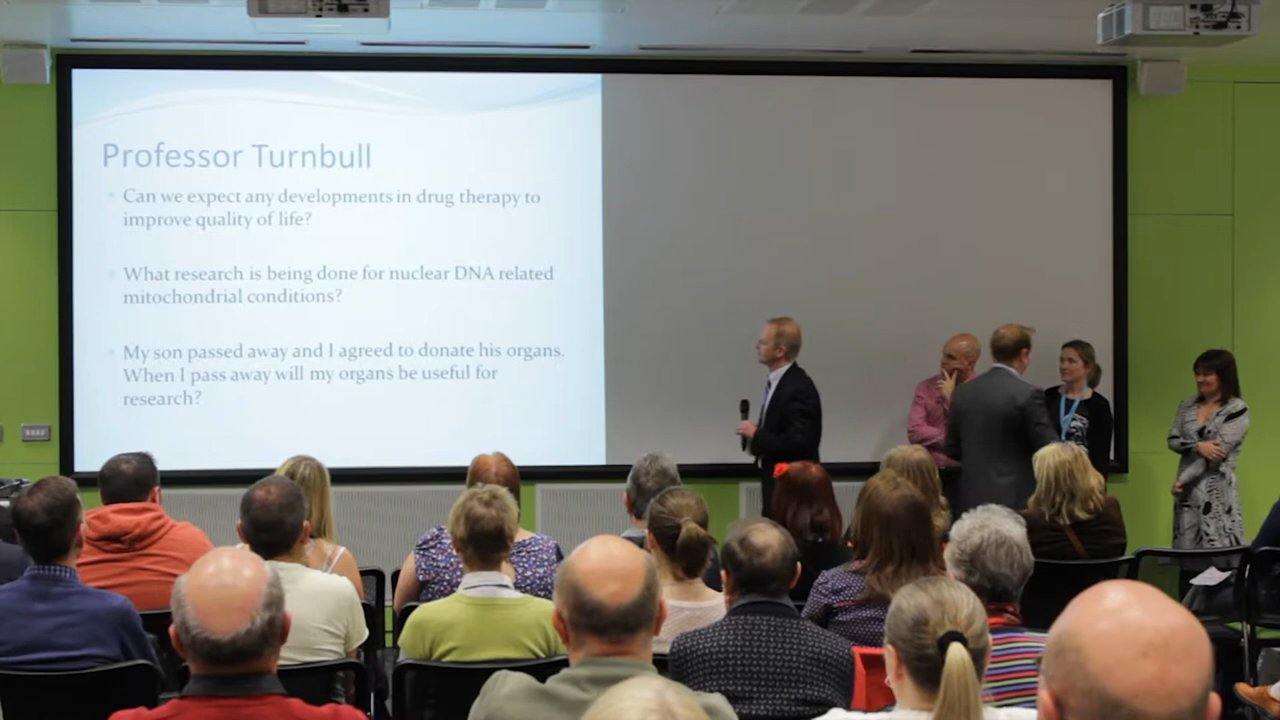 Professor Turnbull
Can we expect any developments in drug therapy to
improve quality of life?
What research is being done for nuclear DNA related
mitochondrial conditions?
My son passed away and I agreed to donate his organs.
When I pass away will my organs be useful for
research?